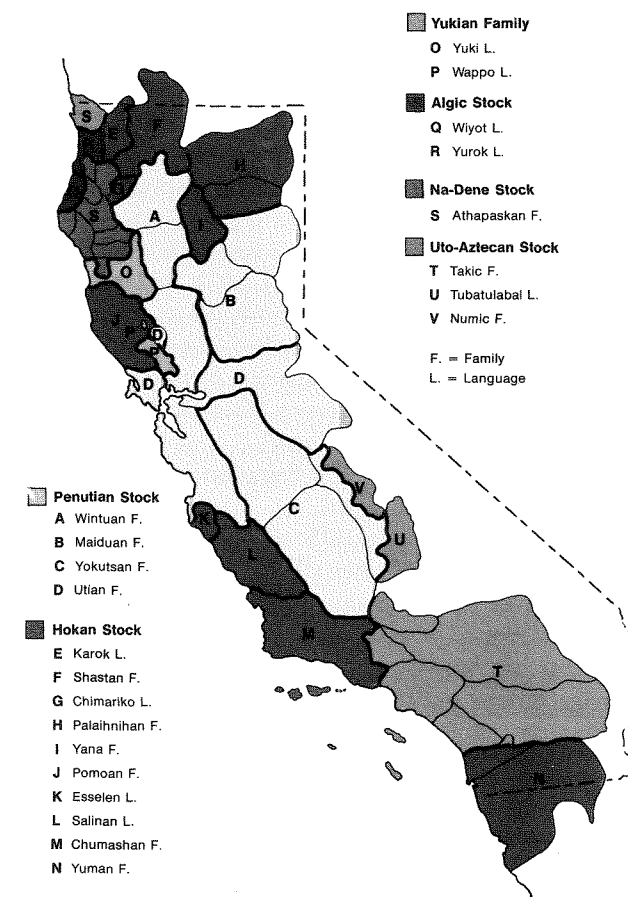 Yukian Family
O Yuki L.
P Wappo L.
Algic Stock
Q Wiyot L.
R Yurok L.
Na-Dene Stock
S Athapaskan F.
Uto-Aztecan Stock
T Takic F.
U Tubatulabal L.
V Numic F.
F. = Family
L. = Language
S
E
F
H
G
A
S
I
O
B
J
P
D
P
D
D
V
C
K
U
L
M
T
N
Penutian Stock
A Wintuan F.
B Maiduan F.
C Yokutsan F.
D Utian F.
Hokan Stock
E Karok L.
F Shastan F.
G Chimariko L.
H Palaihnihan F.
I Yana F.
J Pomoan F.
K Esselen L.
L Salinan L.
M Chumashan F.
N Yuman F.